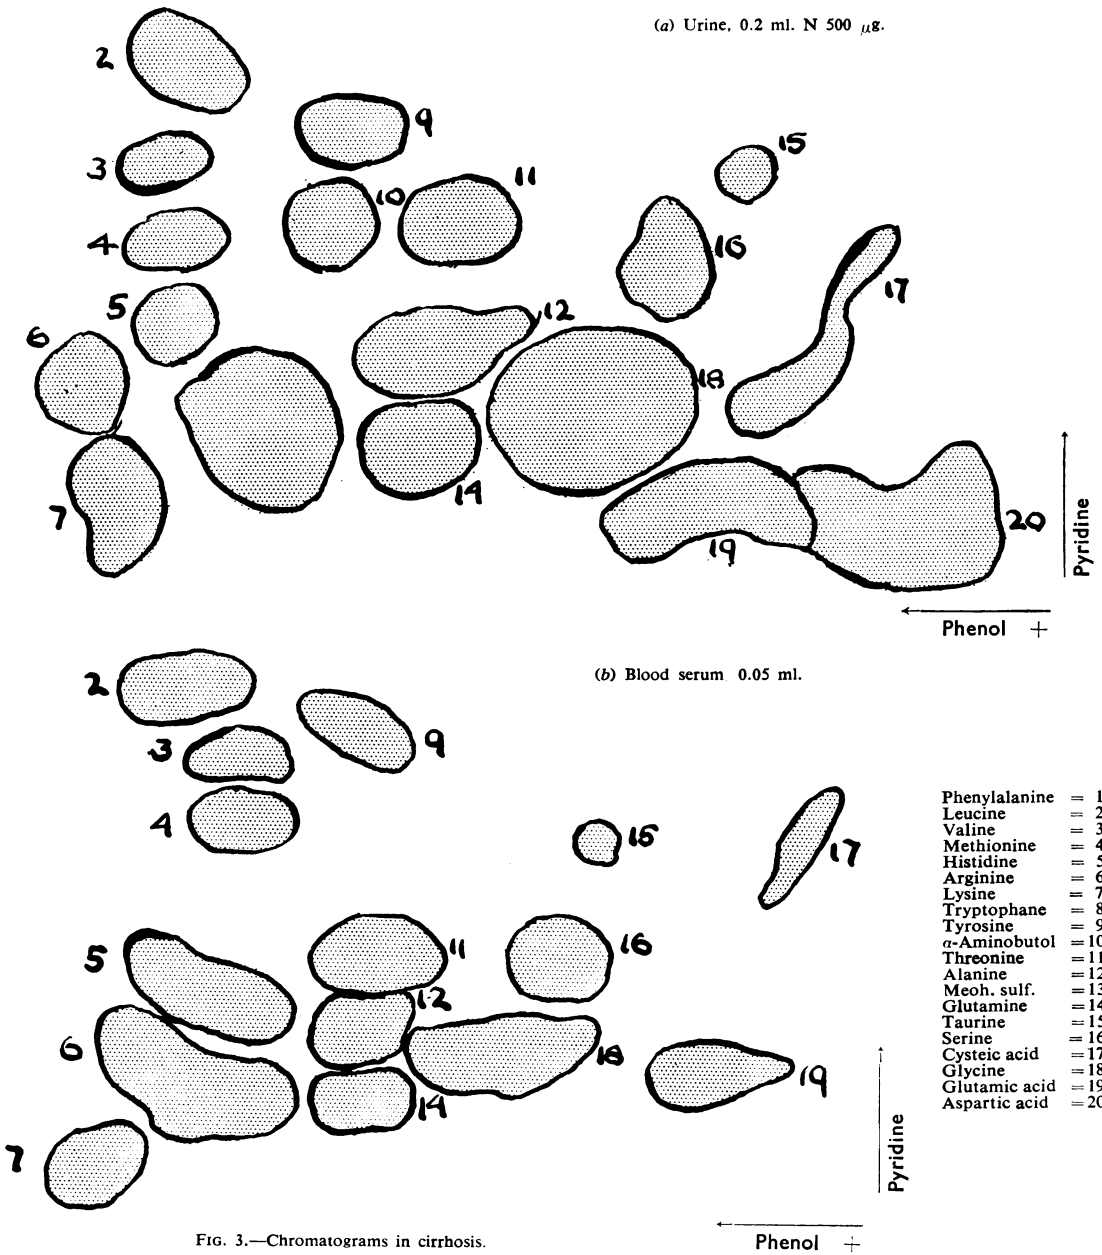 (a) Urine, 0.2 ml. N 500 μg.
2
9
3
15
10
11
4
16
5
17
12
6
18
14
7
19
20
Pyridine
Phenol +
(b) Blood serum 0.05 ml.
2
3
9
4
15
17
5
11
16
12
6
18
19
14
7
Phenylalanine = 1
Leucine = 2
Valine = 3
Methionine = 4
Histidine = 5
Arginine = 6
Lysine = 7
Tryptophane = 8
Tyrosine = 9
α-Aminobutol = 10
Threonine = 11
Alanine = 12
Meoh. sulf. = 13
Glutamine = 14
Taurine = 15
Serine = 16
Cysteic acid = 17
Glycine = 18
Glutamic acid = 19
Aspartic acid = 20
Pyridine
Phenol +
FIG. 3.—Chromatograms in cirrhosis.